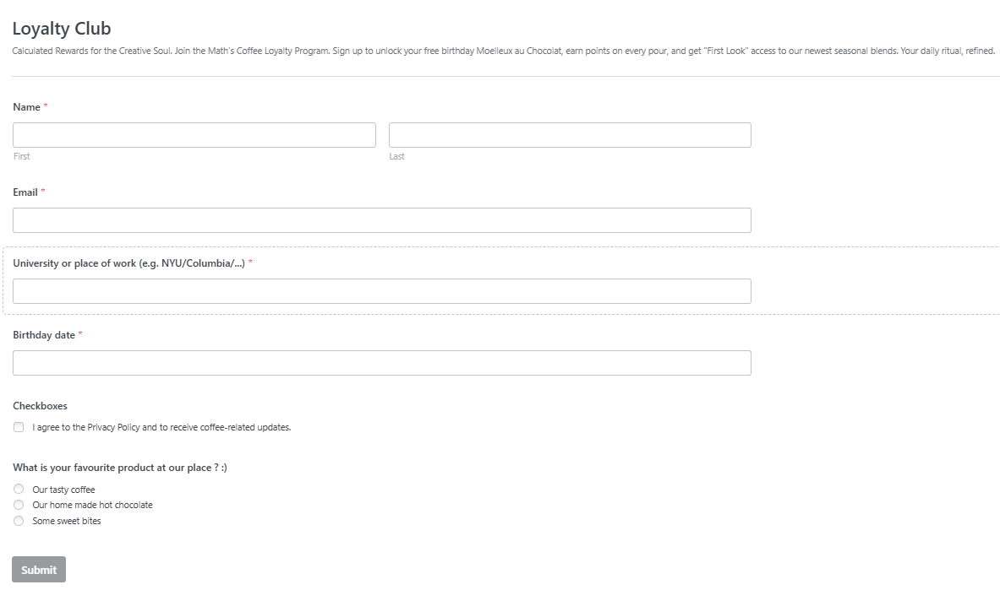 Loyalty Club
Calculated Rewards for the Creative Soul. Join the Math's Coffee Loyalty Program. Sign up to unlock your free birthday Moelleux au Chocolat, earn points on every pour, and get "First Look" access to our newest seasonal blends. Your daily ritual, refined.
Name *
First Last
Email *
University or place of work (e.g. NYU/Columbia/...) *
Birthday date *
Checkboxes
I agree to the Privacy Policy and to receive coffee-related updates.
What is your favourite product at our place ? :)
Our tasty coffee
Our home made hot chocolate
Some sweet bites
Submit